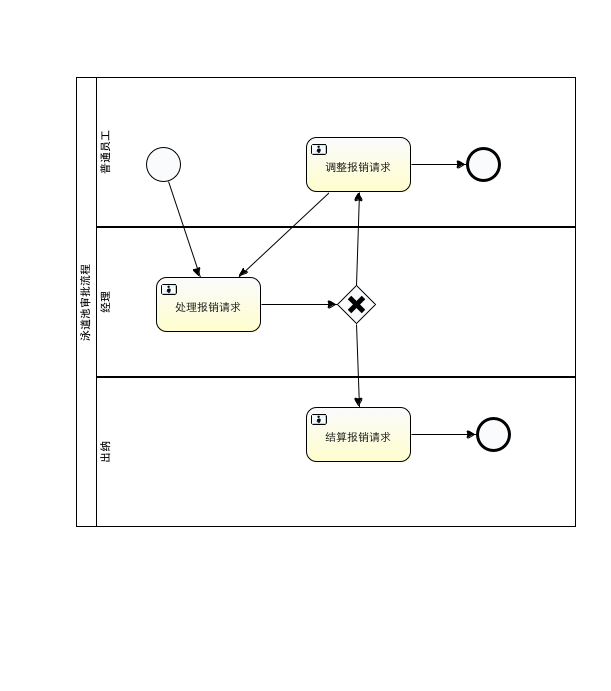 泳道池审批流程
普通员工
调整报销请求
经理
处理报销请求
出纳
结算报销请求